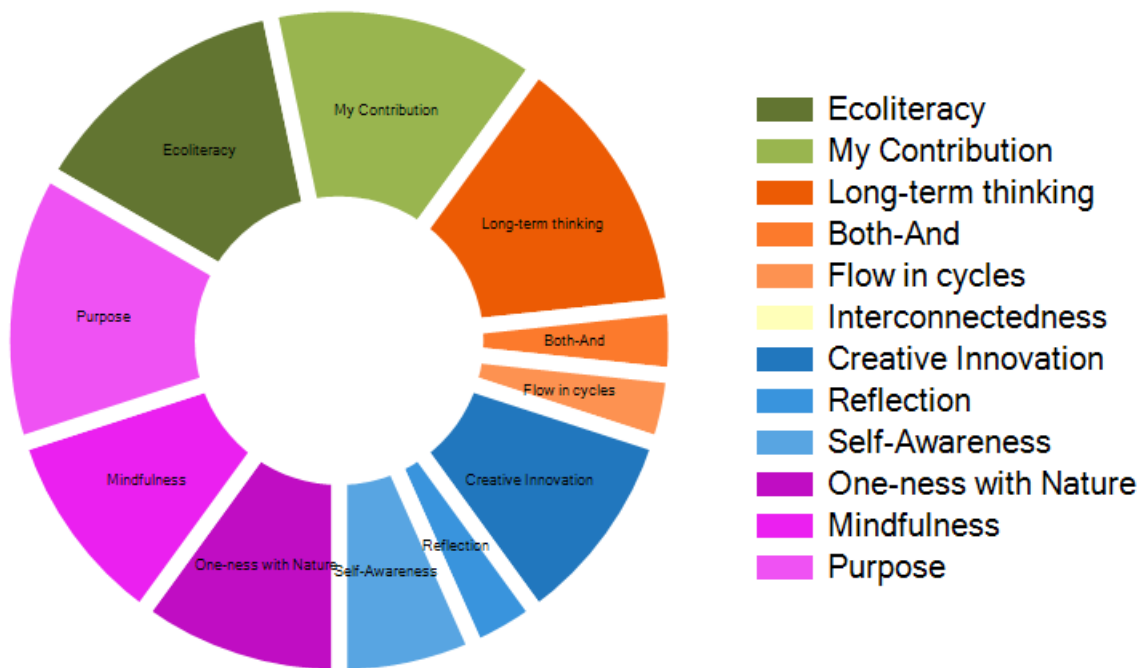 My Contribution
Ecoliteracy
Long-term thinking
Purpose
Both-And
Flow in cycles
Mindfulness
Creative Innovation
Reflection
One-ness with Nature
Self-Awareness
Ecoliteracy
My Contribution
Long-term thinking
Both-And
Flow in cycles
Interconnectedness
Creative Innovation
Reflection
Self-Awareness
One-ness with Nature
Mindfulness
Purpose